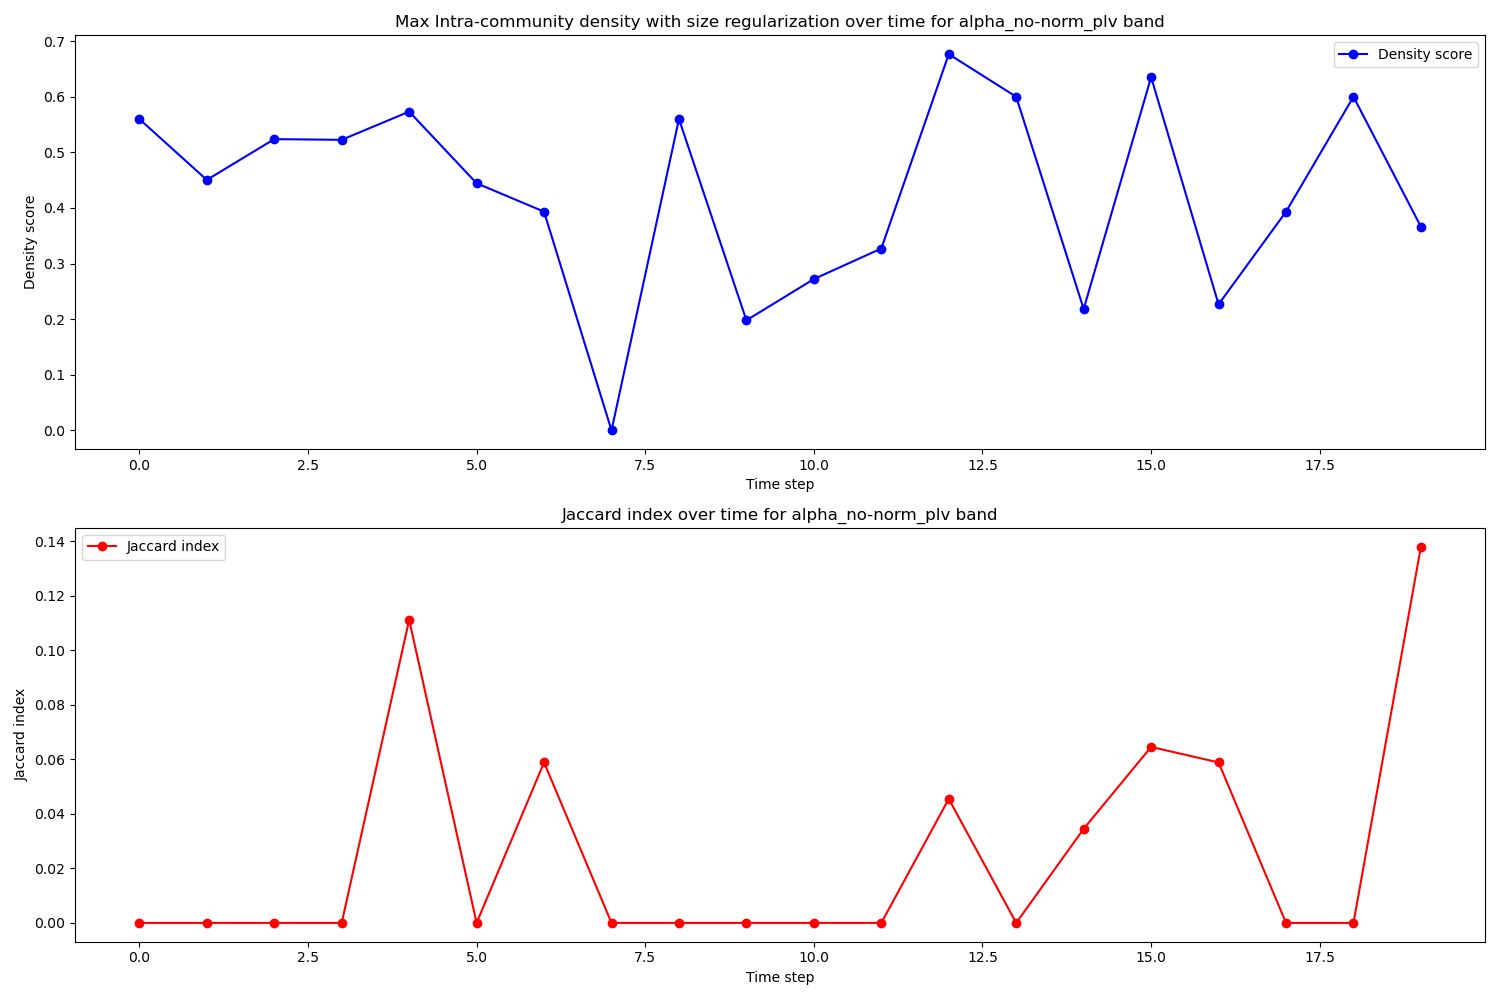 Max Intra-community density with size regularization over time for alpha_no-norm_plv band
Density score
0.7
0.6
0.5
0.4
0.3
0.2
0.1
0.0
Density score
0.0 2.5 5.0 7.5 10.0 12.5 15.0 17.5
Time step
Jaccard index over time for alpha_no-norm_plv band
Jaccard index
0.14
0.12
0.10
0.08
0.06
0.04
0.02
0.00
Jaccard index
0.0 2.5 5.0 7.5 10.0 12.5 15.0 17.5
Time step